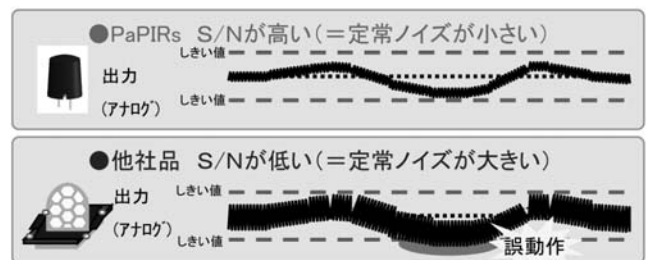 ●PaPIRs S/Nが高い(=定常ノイズが小さい)
しきい値
出力
(アナログ)
しきい値
●他社品 S/Nが低い(=定常ノイズが大きい)
しきい値
出力
(アナログ)
しきい値
誤動作